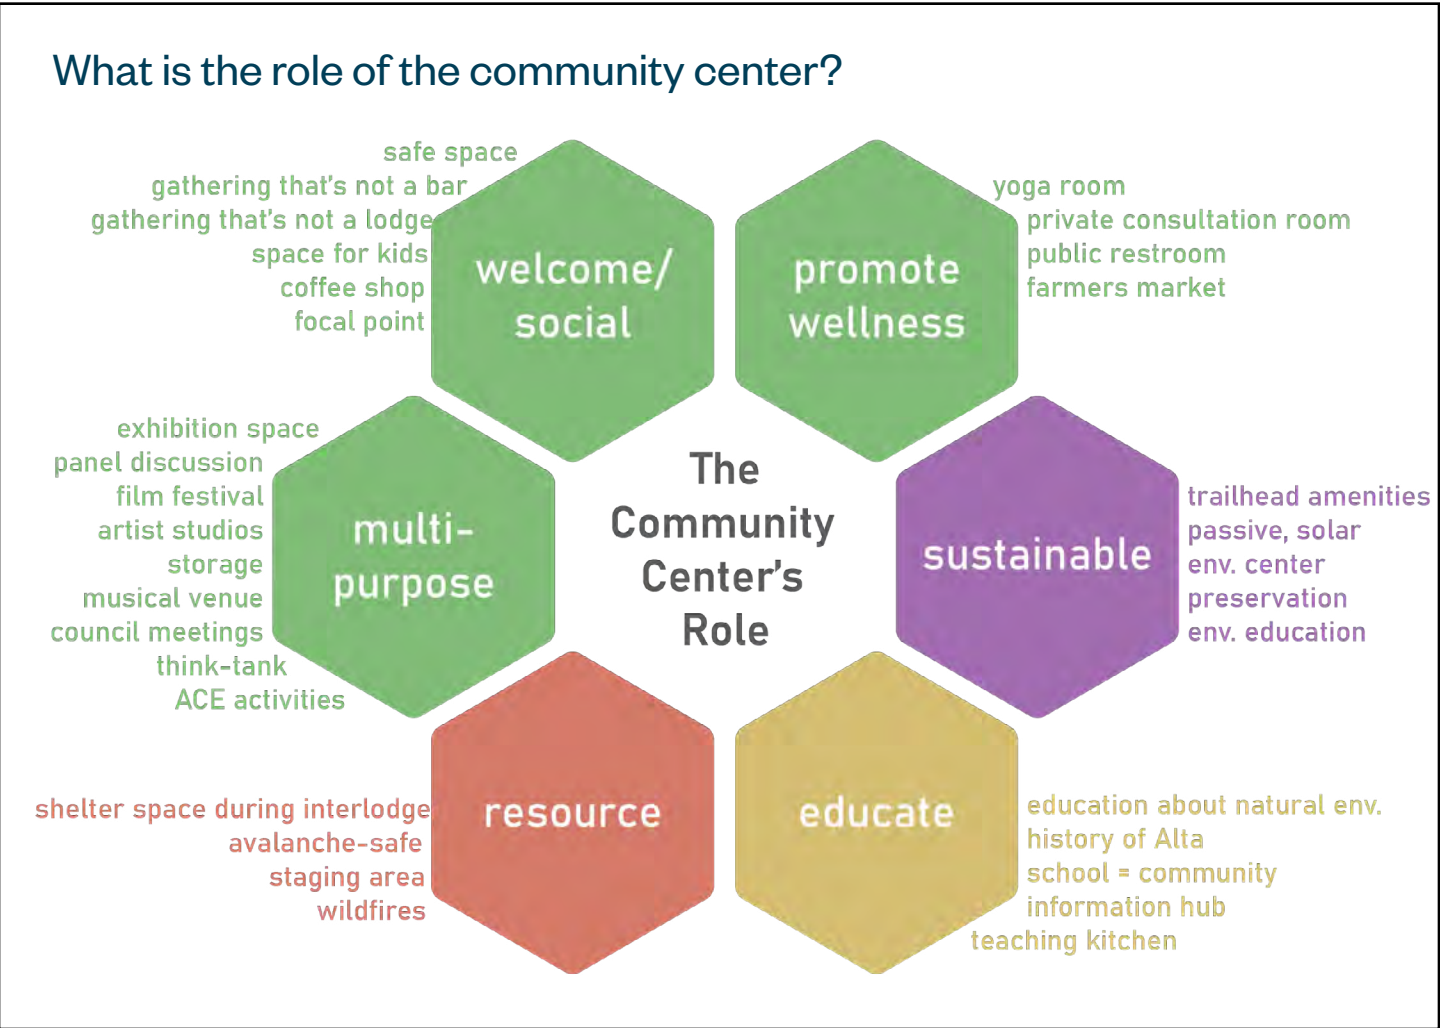 What is the role of the community center?
safe space
gathering that's not a bar
gathering that's not a lodge
space for kids
coffee shop
focal point
welcome/
social
promote
wellness
yoga room
private consultation room
public restroom
farmers market
exhibition space
panel discussion
film festival
artist studios
storage
musical venue
council meetings
think-tank
ACE activities
multi-
purpose
The
Community
Center's
Role
sustainable
trailhead amenities
passive, solar
env. center
preservation
env. education
shelter space during interlodge
avalanche-safe
staging area
wildfires
resource
educate
education about natural env.
history of Alta
school = community
information hub
teaching kitchen